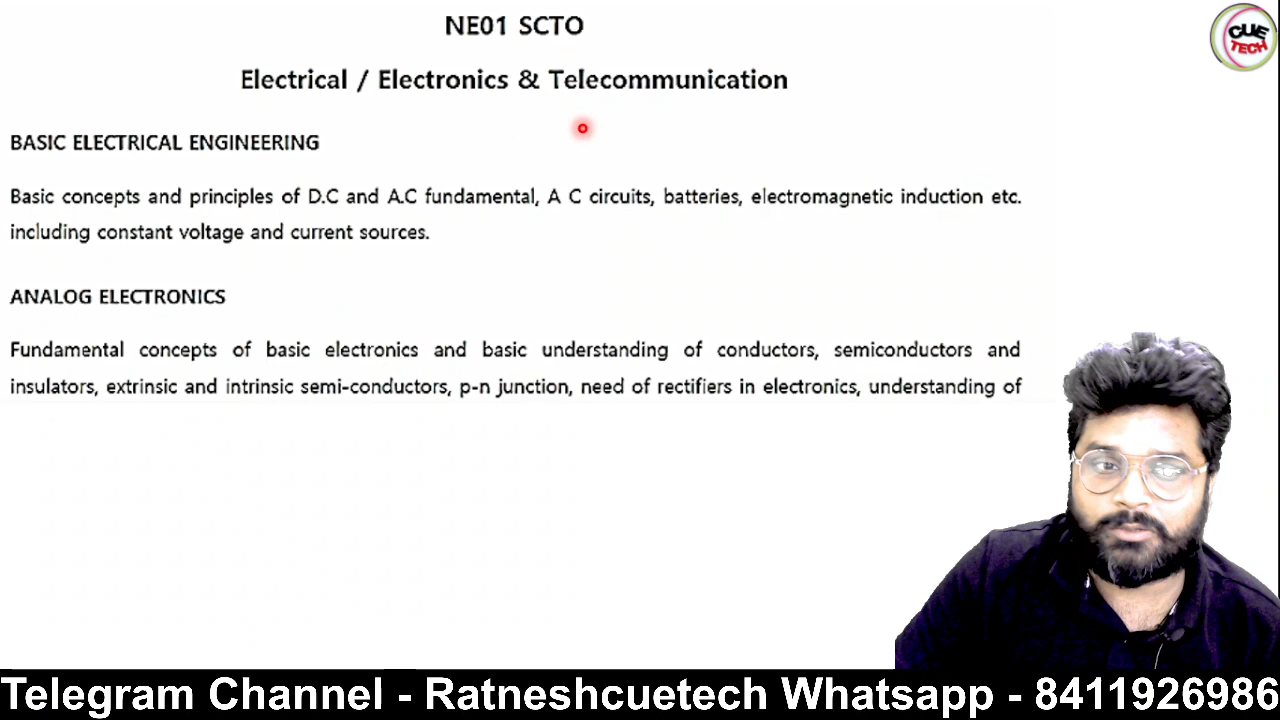 NE01 SCTO
CUE
TECH
Electrical / Electronics & Telecommunication
BASIC ELECTRICAL ENGINEERING
Basic concepts and principles of D.C and A.C fundamental, A C circuits, batteries, electromagnetic induction etc.
including constant voltage and current sources.
ANALOG ELECTRONICS
Fundamental concepts of basic electronics and basic understanding of conductors, semiconductors and
insulators, extrinsic and intrinsic semi-conductors, p-n junction, need of rectifiers in electronics, understanding of
Telegram Channel - Ratneshcuetech Whatsapp - 8411926986